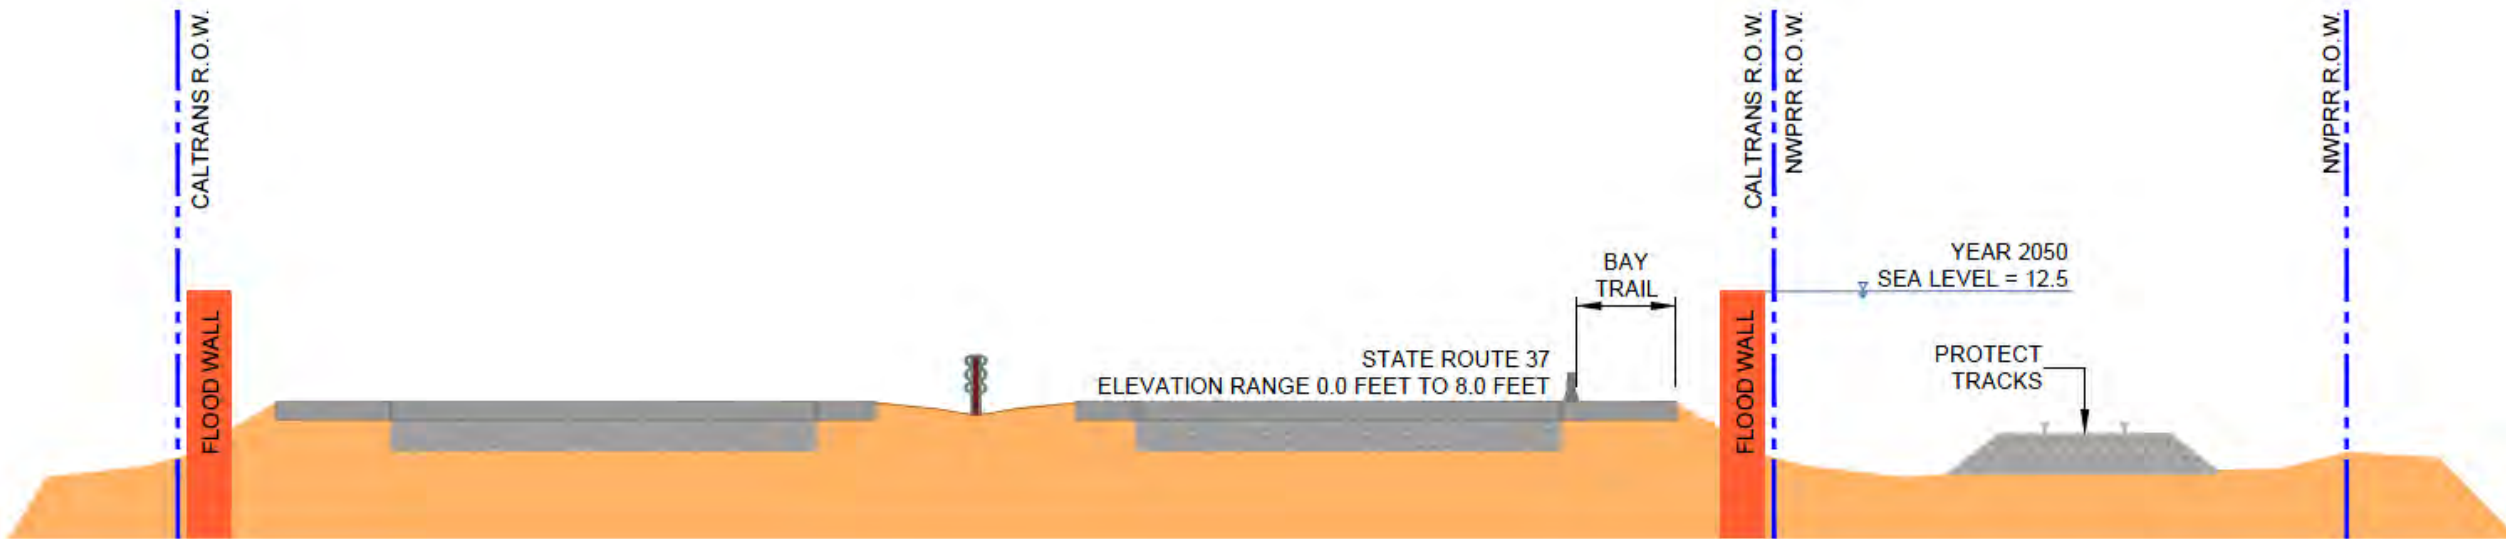 CALTRANS R.O.W.
FLOOD WALL
STATE ROUTE 37
ELEVATION RANGE 0.0 FEET TO 8.0 FEET
BAY
TRAIL
FLOOD WALL
CALTRANS R.O.W.
NWPRR R.O.W.
YEAR 2050
SEA LEVEL = 12.5
PROTECT
TRACKS
NWPRR R.O.W.